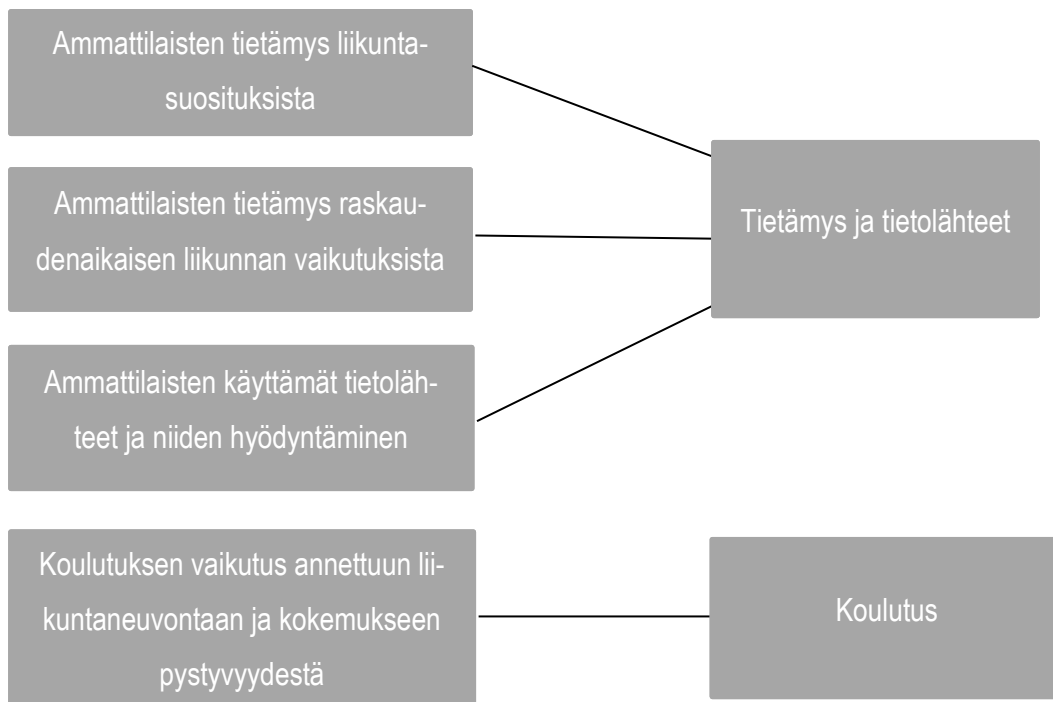 Ammattilaisten tietämys liikunta-
suosituksista
Ammattilaisten tietämys raskau-
denaikaisen liikunnan vaikutuksista
Tietämys ja tietolähteet
Ammattilaisten käyttämät tietoläh-
teet ja niiden hyödyntäminen
Koulutuksen vaikutus annettuun lii-
kuntaneuvontaan ja kokemukseen
pystyvyydestä
Koulutus